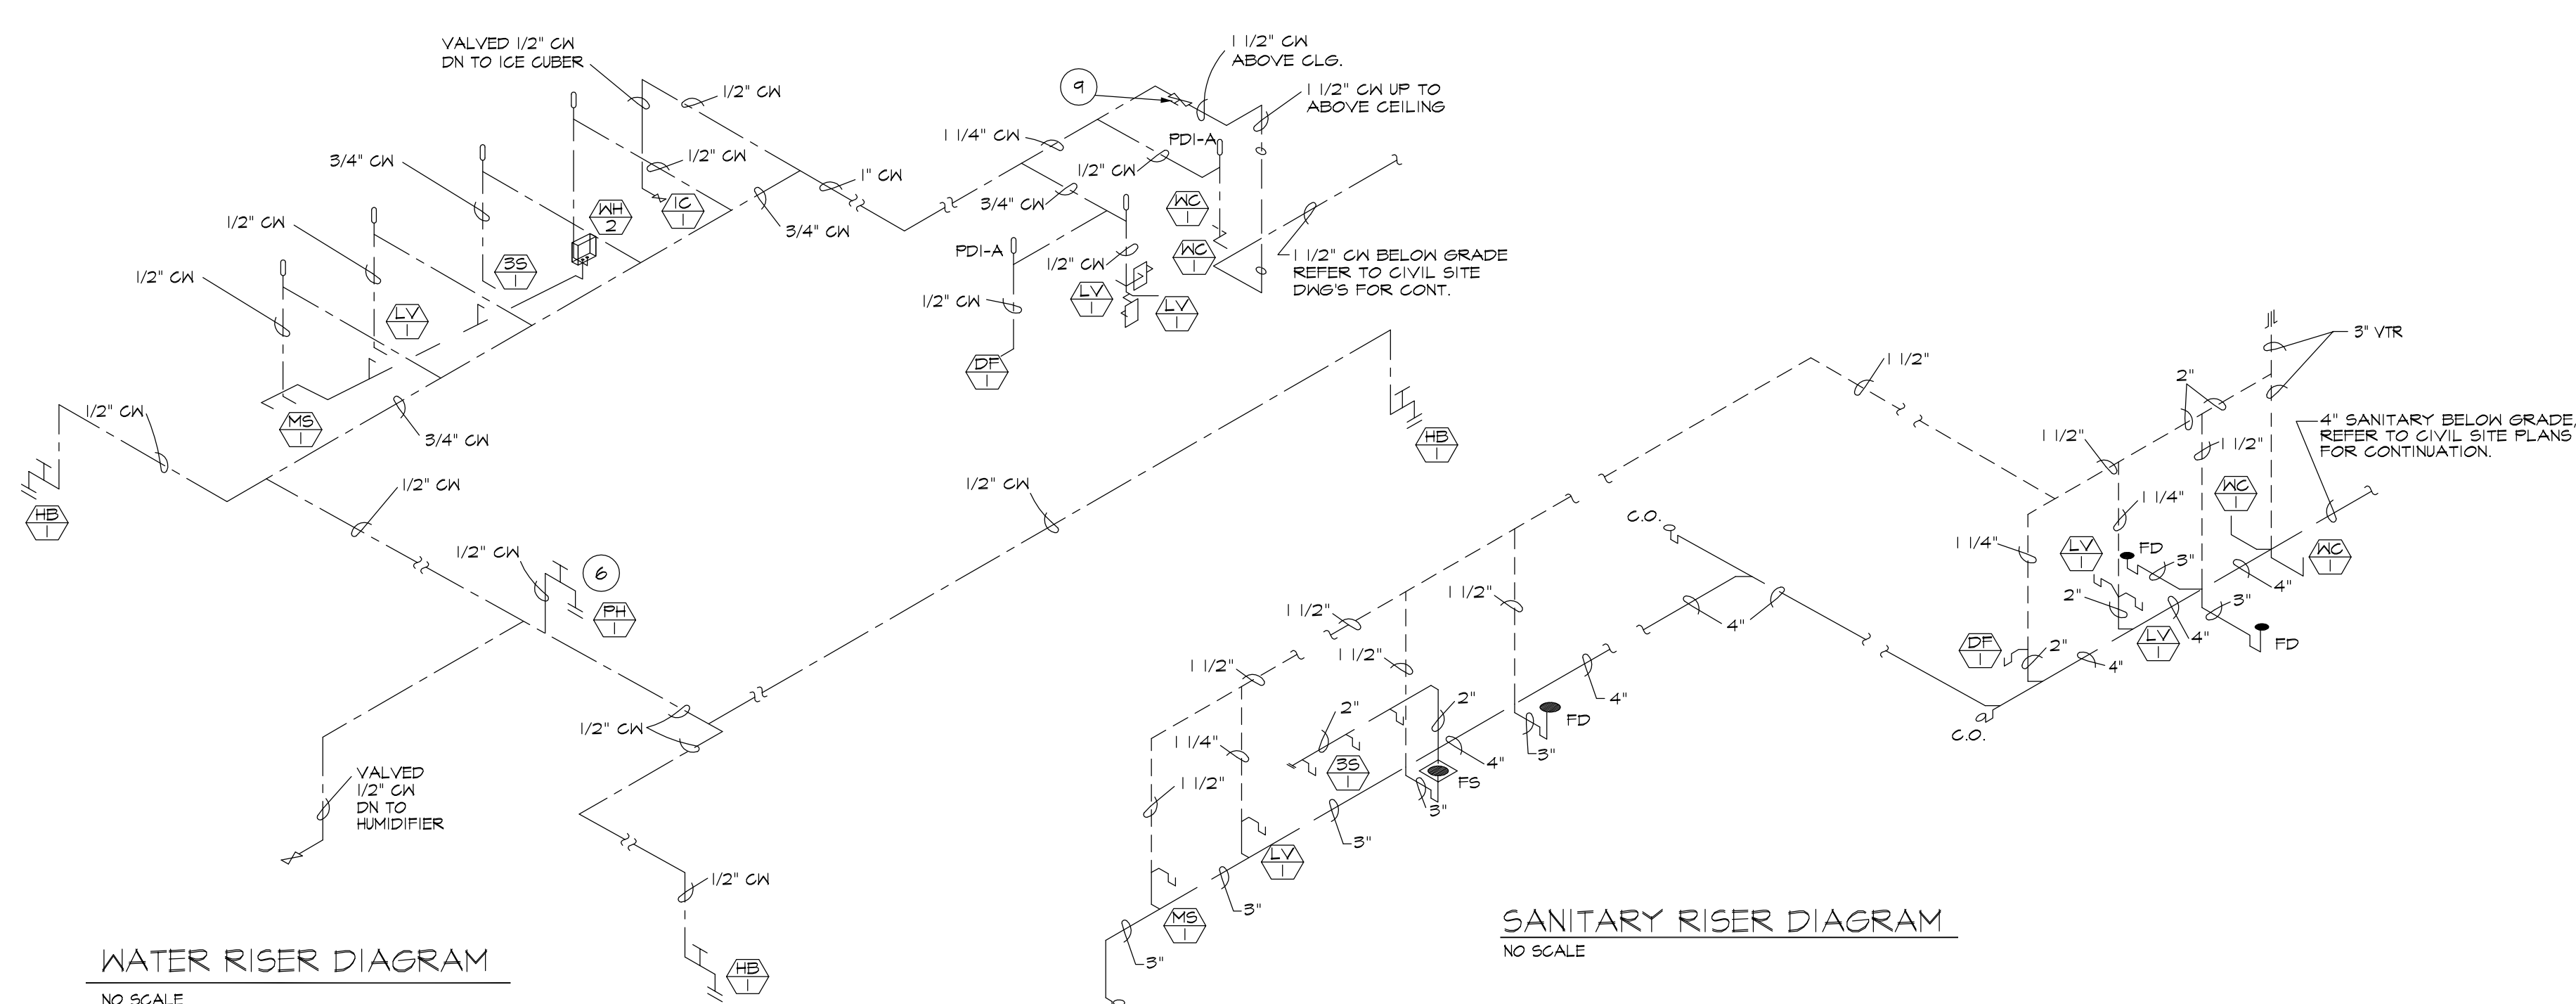 VALVED 1/2" CW
DN TO ICE CUBER
1/2" CW
1/2" CW
3/4" CW
1/2" CW
1/2" CW
WH
2
IC
1
3S
1
LV
1
MS
1
3/4" CW
1" CW
3/4" CW
1/2" CW
HB
1
1/2" CW
1/2" CW
6
PH
1
1/2" CW
VALVED
1/2" CW
DN TO
HUMIDIFIER
1/2" CW
HB
1
1/2" CW
HB
1
9
1 1/2" CW
ABOVE CLG.
1 1/2" CW UP TO
ABOVE CEILING
1 1/4" CW
PDI-A
1/2" CW
3/4" CW
WC
1
WC
1
PDI-A
1/2" CW
1/2" CW
LV
1
LV
1
DF
1
1 1/2" CW BELOW GRADE
REFER TO CIVIL SITE
DWG'S FOR CONT.
WATER RISER DIAGRAM
NO SCALE
3" VTR
1 1/2"
2"
1 1/2"
1 1/2"
4" SANITARY BELOW GRADE,
REFER TO CIVIL SITE PLANS
FOR CONTINUATION.
WC
1
1 1/4"
1 1/4"
LV
1
FD
3"
WC
1
4"
2"
3"
4"
LV
1
FD
DF
1
2"
4"
C.O.
C.O.
4"
1 1/2"
1 1/2"
1 1/2"
1 1/2"
1 1/4"
1 1/2"
2"
2"
4"
FD
3"
4"
3S
1
FS
3"
3"
LV
1
3"
MS
1
3"
SANITARY RISER DIAGRAM
NO SCALE